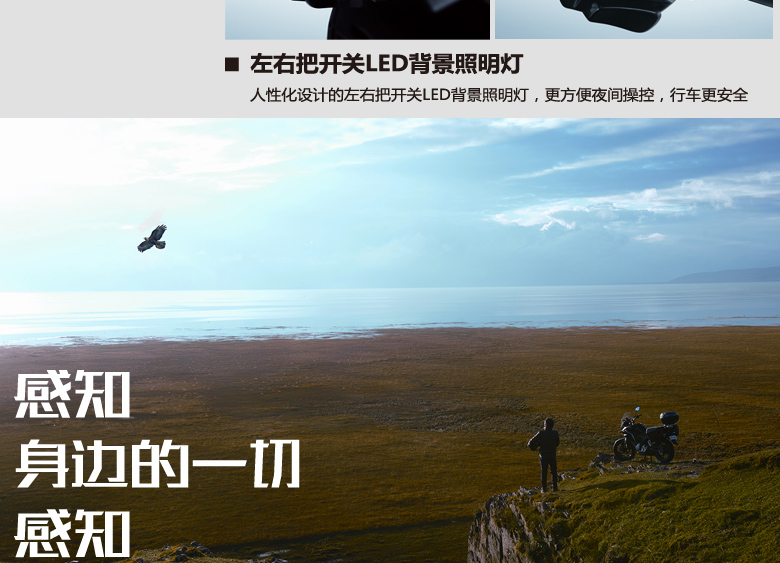 ■ 左右把开关LED背景照明灯
人性化设计的左右把开关LED背景照明灯，更方便夜间操控，行车更安全
感知
身边的一切
感知